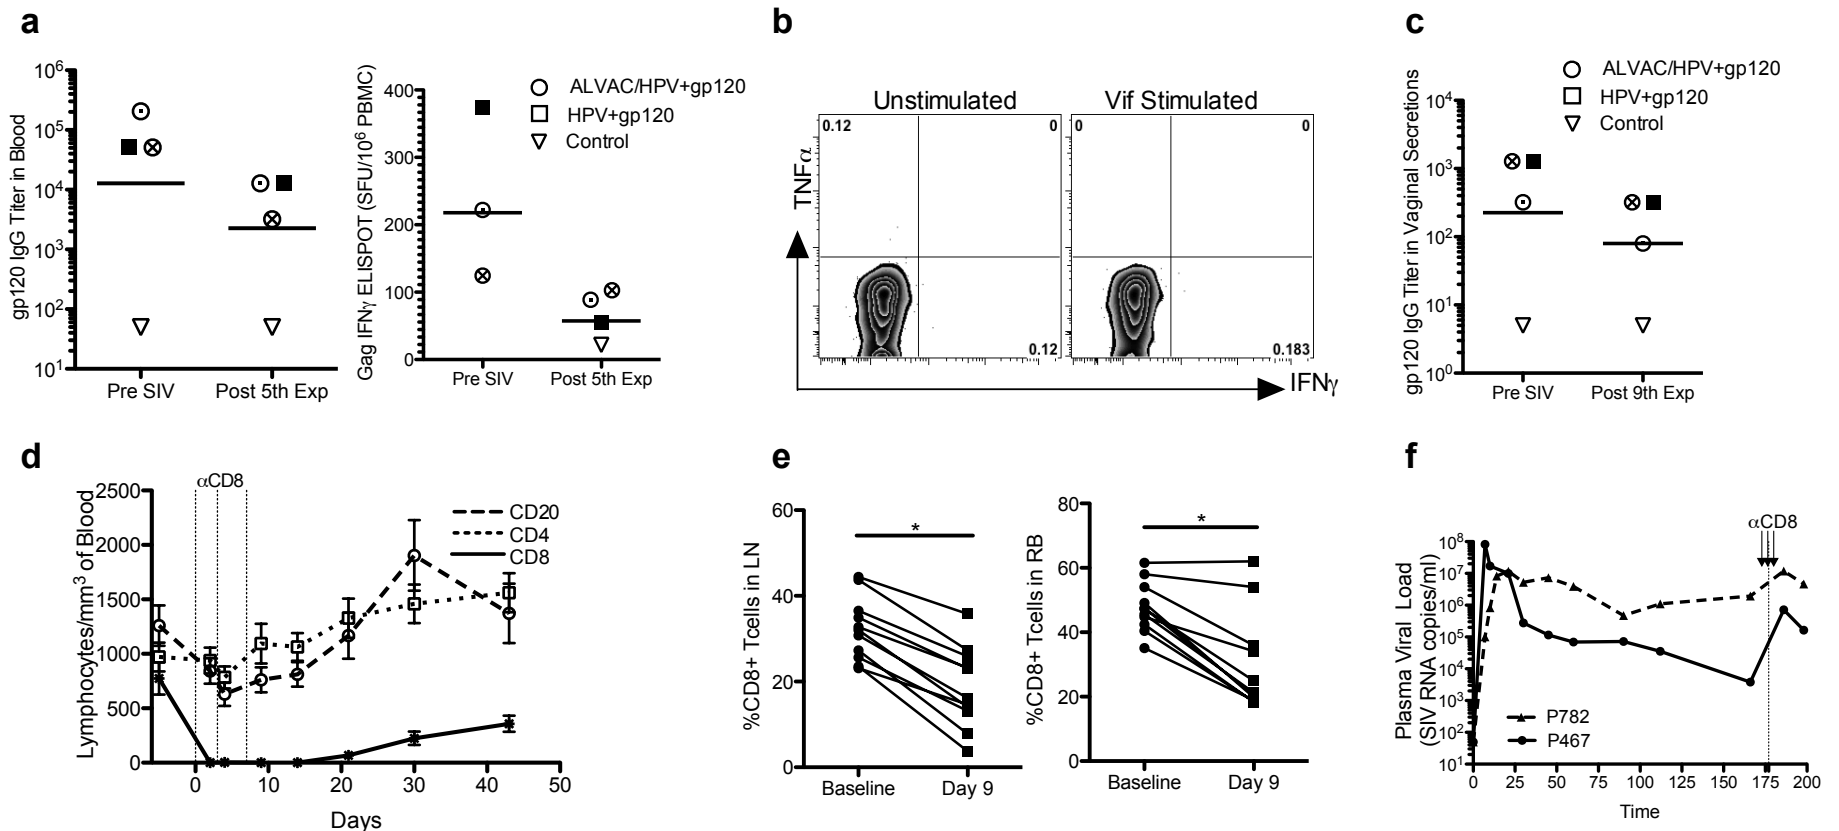 a
gp120 IgG Titer in Blood
10⁶
10⁵
10⁴
10³
10²
10¹
Pre SIV
Post 5th Exp
Gag IFNγ ELISPOT (SFU/10⁶ PBMC)
400
300
200
100
0
Pre SIV
Post 5th Exp
ALVAC/HPV+gp120
HPV+gp120
Control
b
Unstimulated
Vif Stimulated
0.12
0
0
0
TNFα
0.12
0.183
IFNγ
c
ALVAC/HPV+gp120
HPV+gp120
Control
gp120 IgG Titer in Vaginal Secretions
10⁴
10³
10²
10¹
10⁰
Pre SIV
Post 9th Exp
d
αCD8
Lymphocytes/mm³ of Blood
2500
2000
1500
1000
500
0
CD20
CD4
CD8
0
10
20
30
40
50
Days
e
%CD8+ Tcells in LN
60
40
20
0
*
Baseline
Day 9
%CD8+ Tcells in RB
80
60
40
20
0
*
Baseline
Day 9
f
αCD8
Plasma Viral Load
(SIV RNA copies/ml)
10⁸
10⁷
10⁶
10⁵
10⁴
10³
10²
10¹
P782
P467
0
25
50
75
100
125
150
175
200
Time